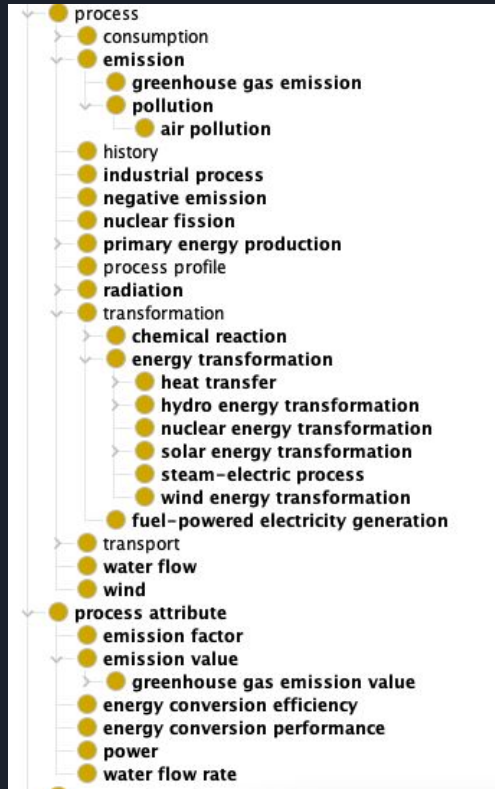 process
consumption
emission
greenhouse gas emission
pollution
air pollution
history
industrial process
negative emission
nuclear fission
primary energy production
process profile
radiation
transformation
chemical reaction
energy transformation
heat transfer
hydro energy transformation
nuclear energy transformation
solar energy transformation
steam-electric process
wind energy transformation
fuel-powered electricity generation
transport
water flow
wind
process attribute
emission factor
emission value
greenhouse gas emission value
energy conversion efficiency
energy conversion performance
power
water flow rate